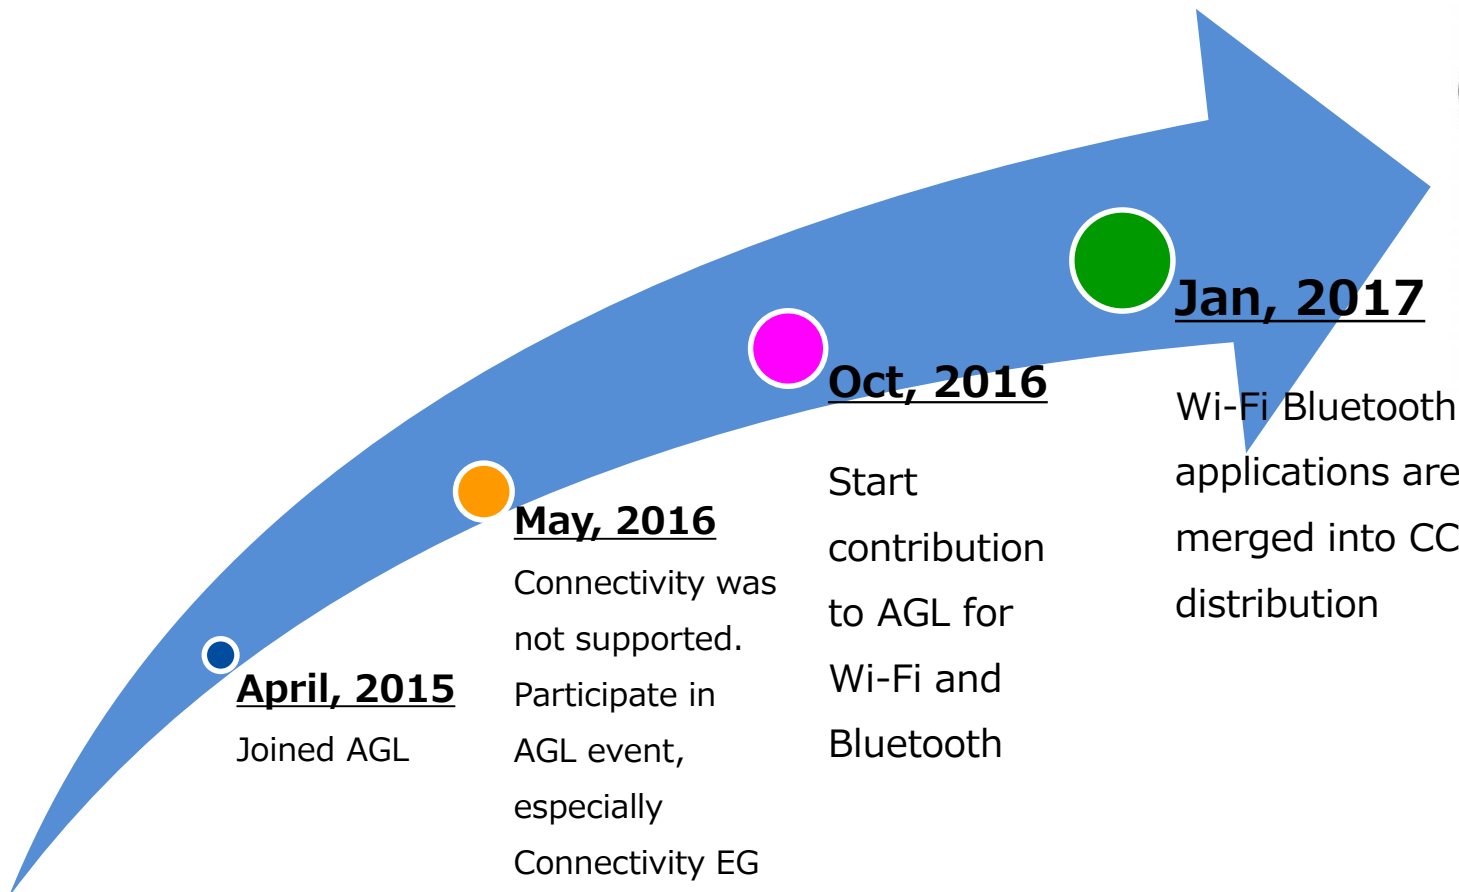 April, 2015
Joined AGL
May, 2016
Connectivity was
not supported.
Participate in
AGL event,
especially
Connectivity EG
Oct, 2016
Start
contribution
to AGL for
Wi-Fi and
Bluetooth
Jan, 2017
Wi-Fi Bluetooth
applications are
merged into CC
distribution